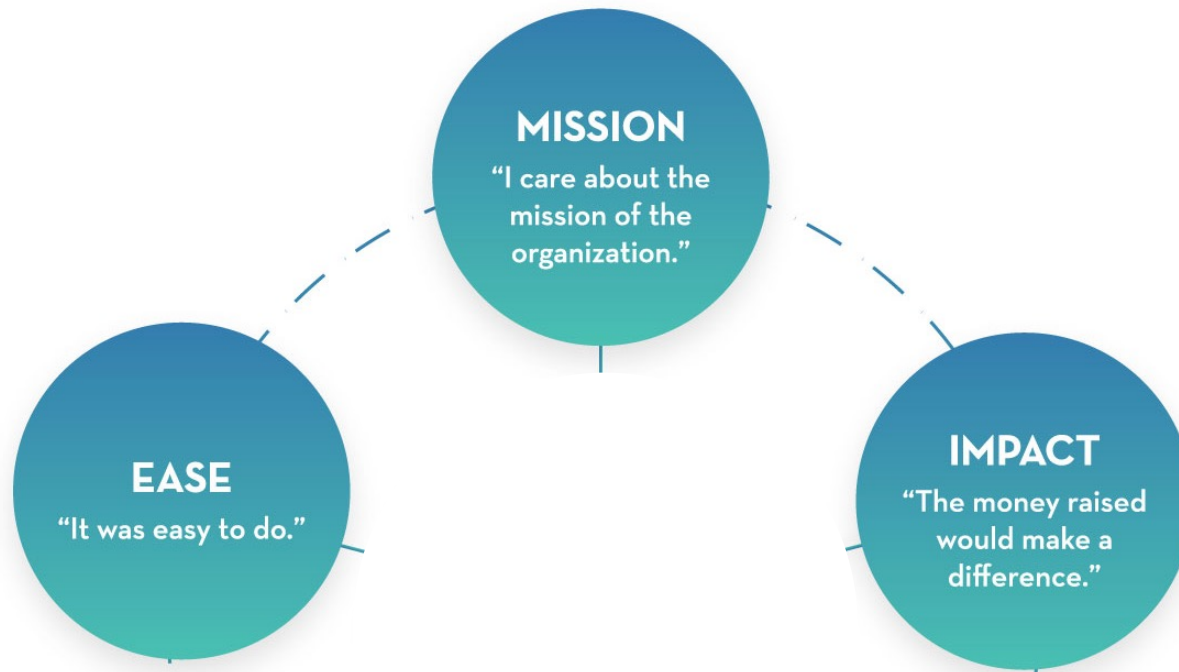 MISSION
“I care about the
mission of the
organization.”
EASE
“It was easy to do.”
IMPACT
“The money raised
would make a
difference.”